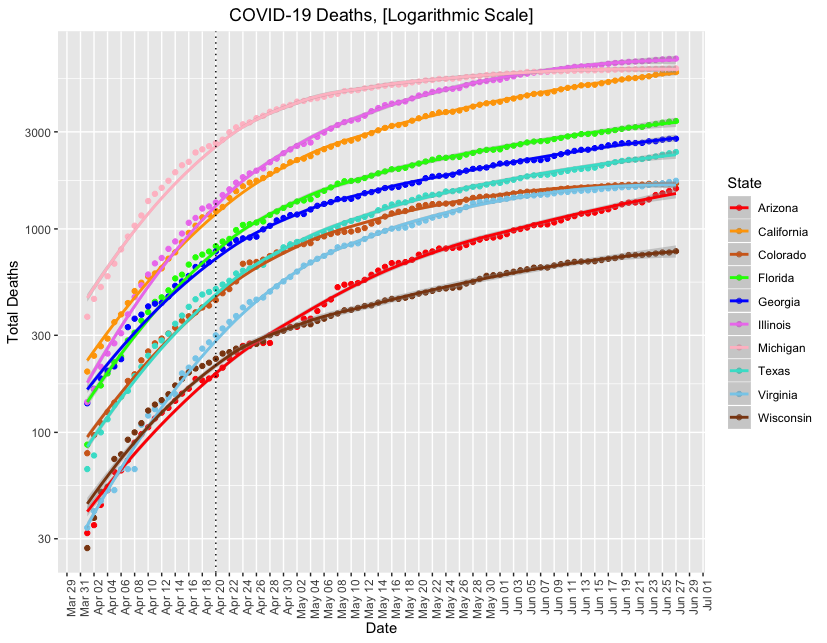 COVID-19 Deaths, [Logarithmic Scale]
Total Deaths
3000
1000
300
100
30
Mar 29
Mar 31
Apr 02
Apr 04
Apr 06
Apr 08
Apr 10
Apr 12
Apr 14
Apr 16
Apr 18
Apr 20
Apr 22
Apr 24
Apr 26
Apr 28
Apr 30
May 02
May 04
May 06
May 08
May 10
May 12
May 14
May 16
May 18
May 20
May 22
May 24
May 26
May 28
May 30
Jun 01
Jun 03
Jun 05
Jun 07
Jun 09
Jun 11
Jun 13
Jun 15
Jun 17
Jun 19
Jun 21
Jun 23
Jun 25
Jun 27
Jun 29
Jul 01
Date
State
Arizona
California
Colorado
Florida
Georgia
Illinois
Michigan
Texas
Virginia
Wisconsin